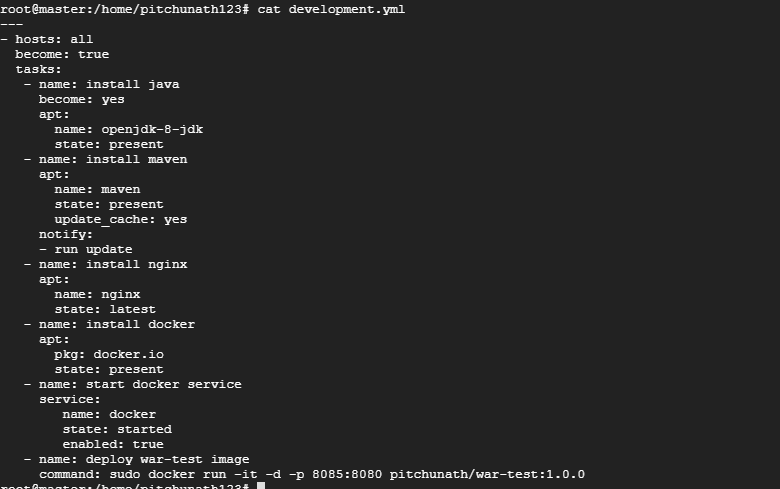 root@master:/home/pitchunath123# cat development.yml
---
- hosts: all
  become: true
  tasks:
   - name: install java
     become: yes
     apt:
       name: openjdk-8-jdk
       state: present
   - name: install maven
     apt:
       name: maven
       state: present
       update_cache: yes
     notify:
     - run update
   - name: install nginx
     apt:
       name: nginx
       state: latest
   - name: install docker
     apt:
       pkg: docker.io
       state: present
   - name: start docker service
     service:
        name: docker
        state: started
        enabled: true
   - name: deploy war-test image
     command: sudo docker run -it -d -p 8085:8080 pitchunath/war-test:1.0.0
root@master:/home/pitchunath123#